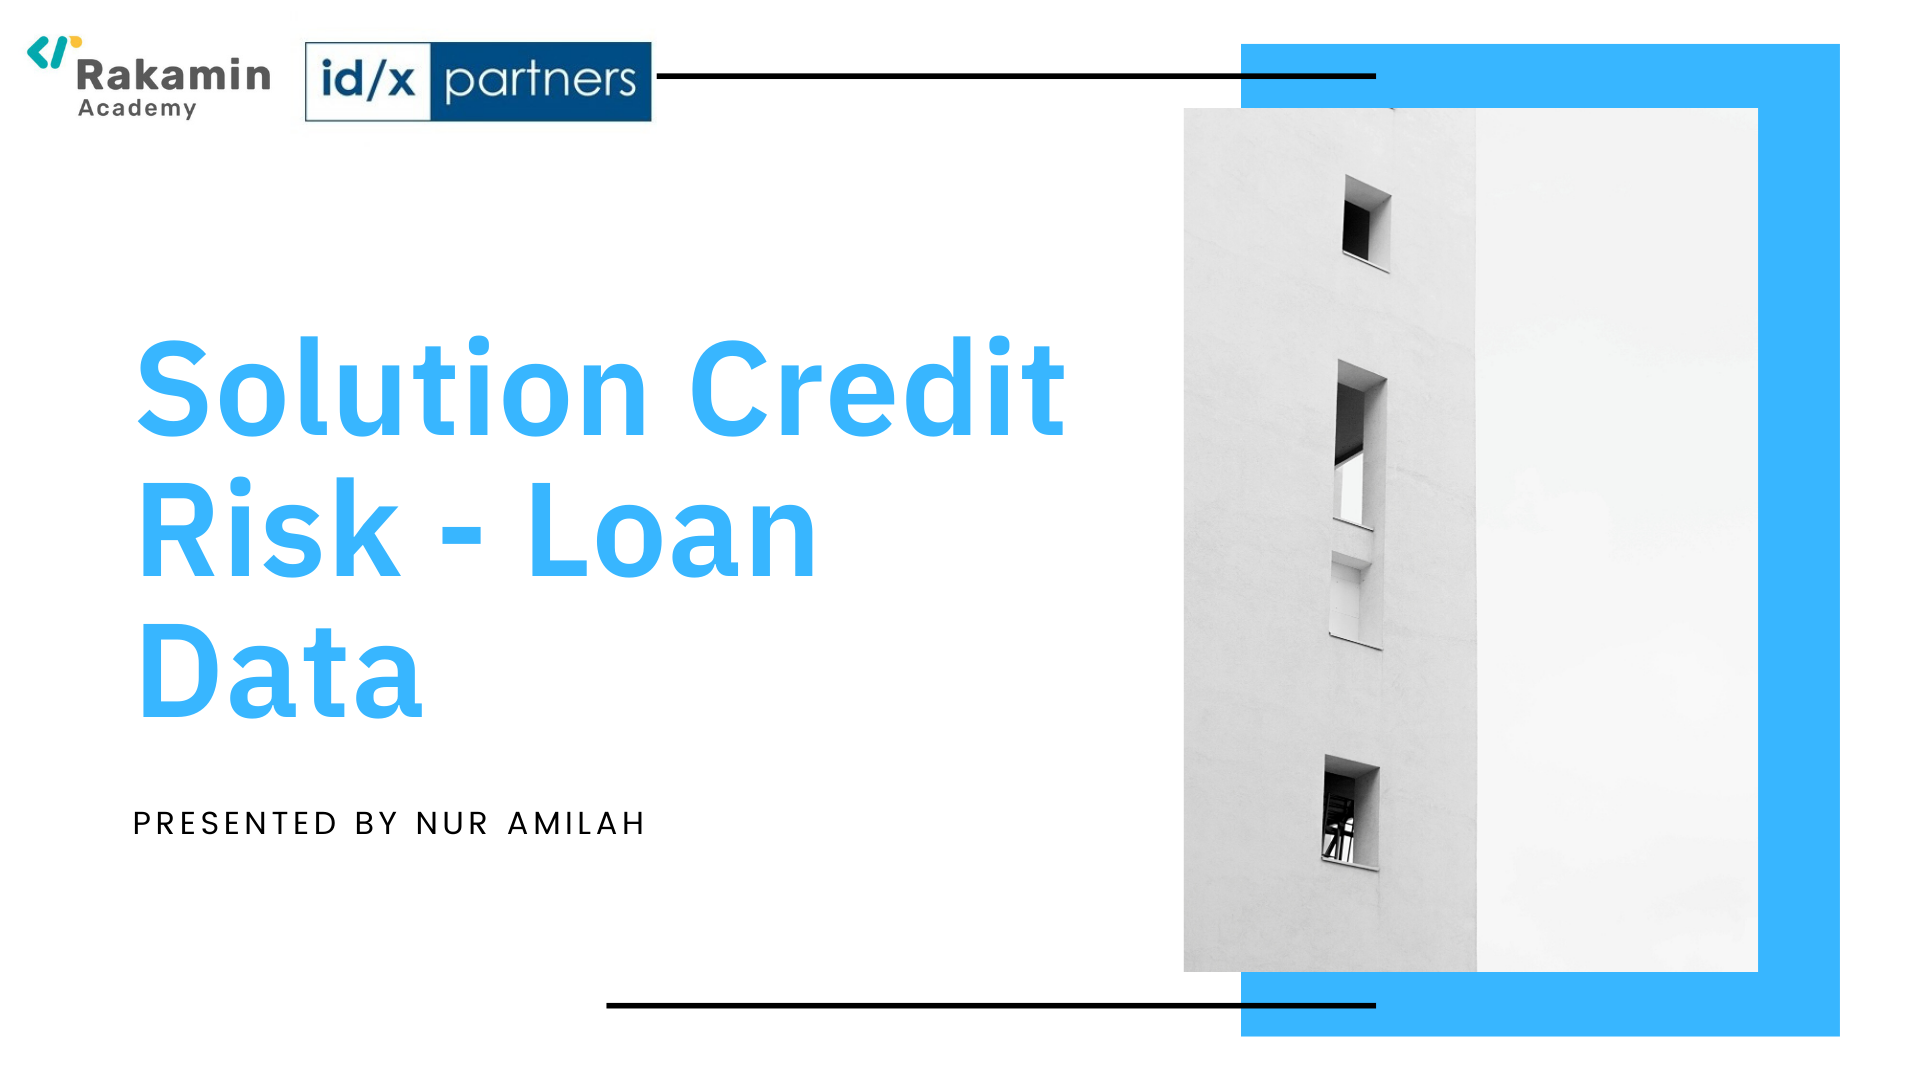 Rakamin
Academy
id/x partners
Solution Credit
Risk - Loan
Data
PRESENTED BY NUR AMILAH